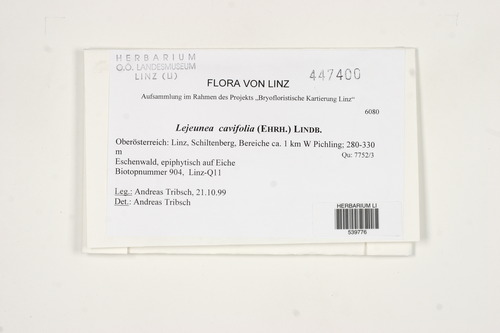 HERBARIUM
O.Ö. LANDESMUSEUM
LINZ (LI)
FLORA VON LINZ
447400
Aufsammlung im Rahmen des Projekts „Bryofloristische Kartierung Linz“
6080
Lejeunea cavifolia (EHRH.) LINDB.
Oberösterreich: Linz, Schiltenberg, Bereiche ca. 1 km W Pichling; 280-330
m
Qu: 7752/3
Eschenwald, epiphytisch auf Eiche
Biotopnummer 904, Linz-Q11
Leg.: Andreas Tribsch, 21.10.99
Det.: Andreas Tribsch
HERBARIUM LI
539776